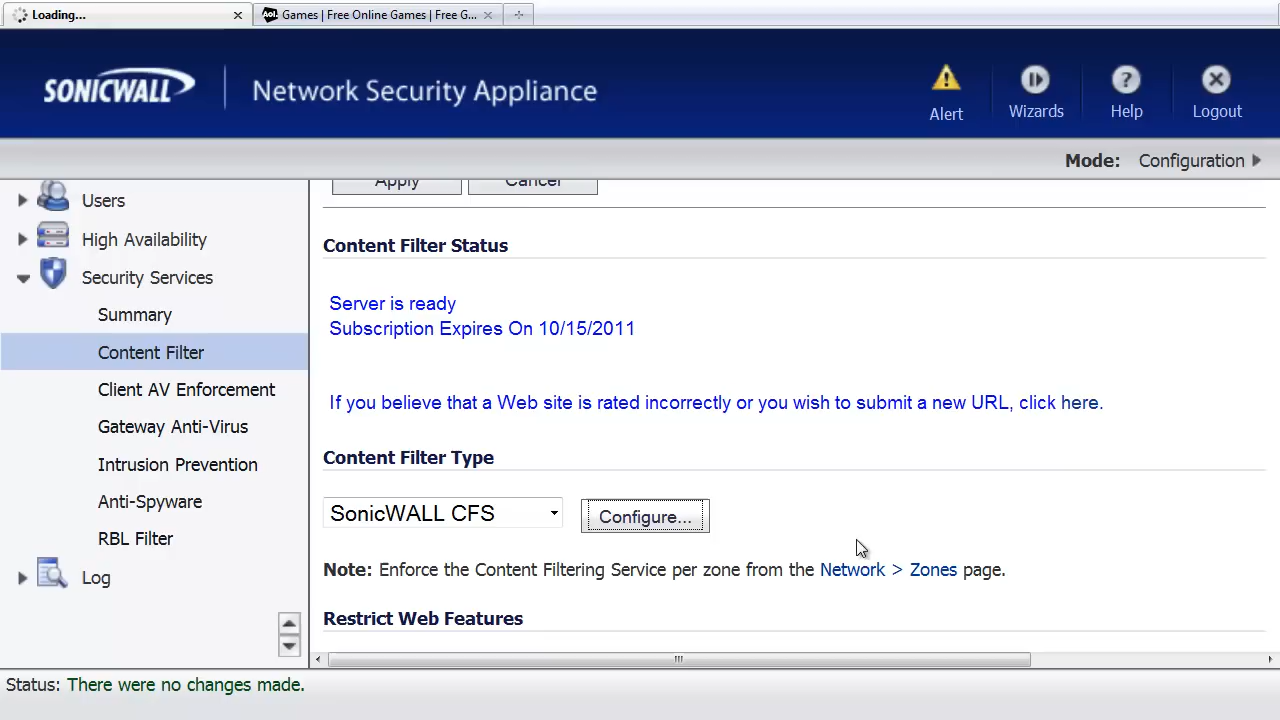 Loading...
Aol. Games | Free Online Games | Free G...
SONICWALL Network Security Appliance
Alert
Wizards
Help
Logout
Mode: Configuration
Users
High Availability
Security Services
Summary
Content Filter
Client AV Enforcement
Gateway Anti-Virus
Intrusion Prevention
Anti-Spyware
RBL Filter
Log
Apply
Cancel
Content Filter Status
Server is ready
Subscription Expires On 10/15/2011
If you believe that a Web site is rated incorrectly or you wish to submit a new URL, click here.
Content Filter Type
SonicWALL CFS
Configure...
Note: Enforce the Content Filtering Service per zone from the Network > Zones page.
Restrict Web Features
Status: There were no changes made.